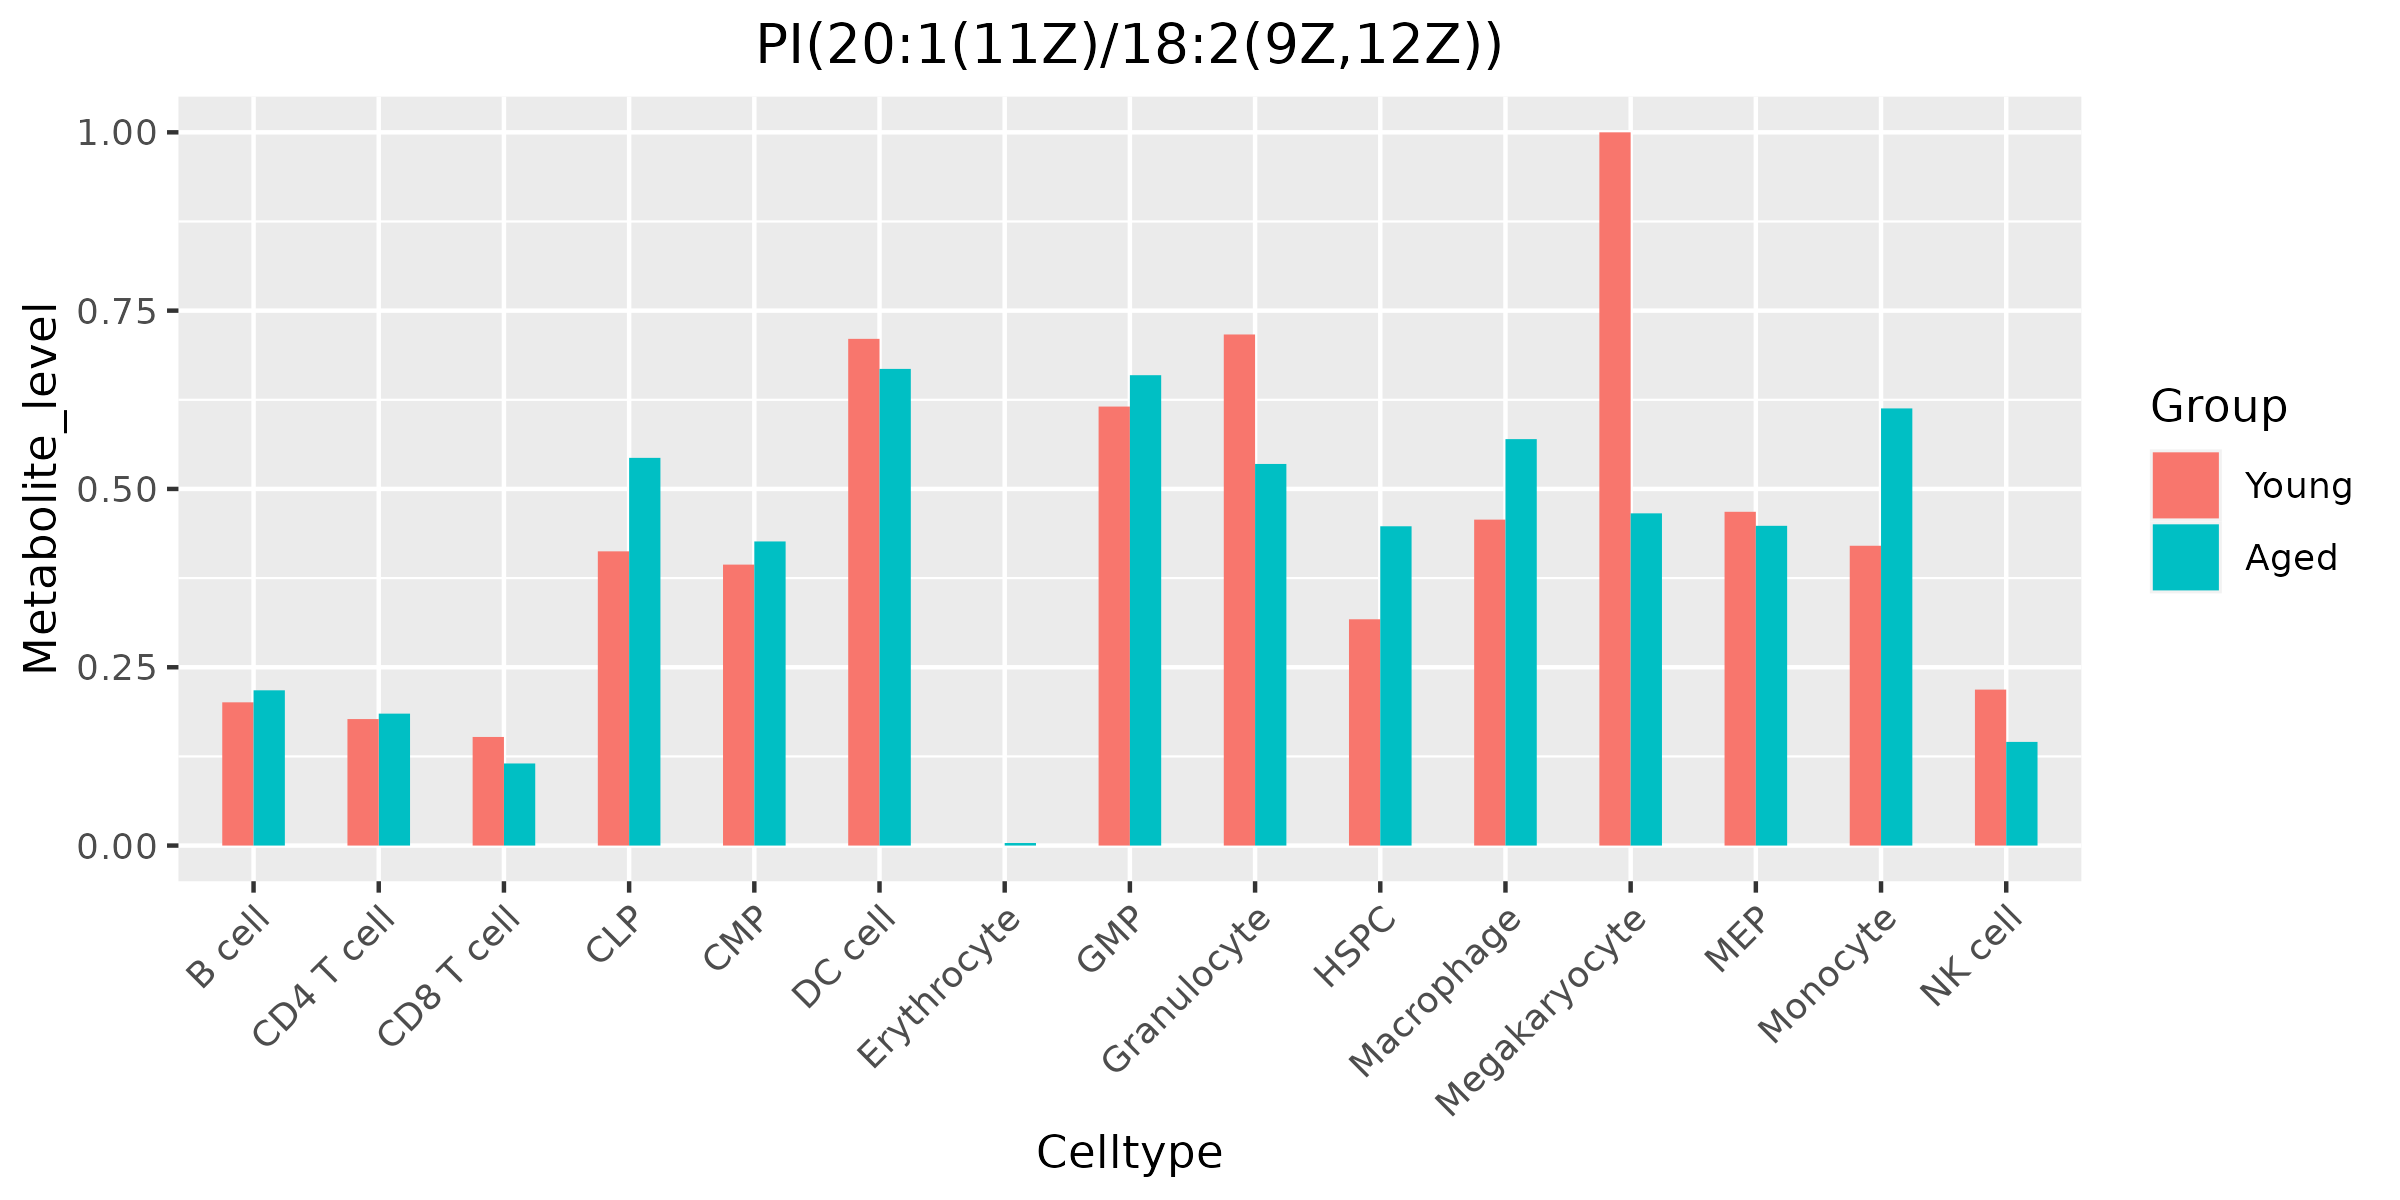 PI(20:1(11Z)/18:2(9Z,12Z))
Metabolite_level
1.00
0.75
0.50
0.25
0.00
B cell
CD4 T cell
CD8 T cell
CLP
CMP
DC cell
Erythrocyte
GMP
Granulocyte
HSPC
Macrophage
Megakaryocyte
MEP
Monocyte
NK cell
Celltype
Group
Young
Aged